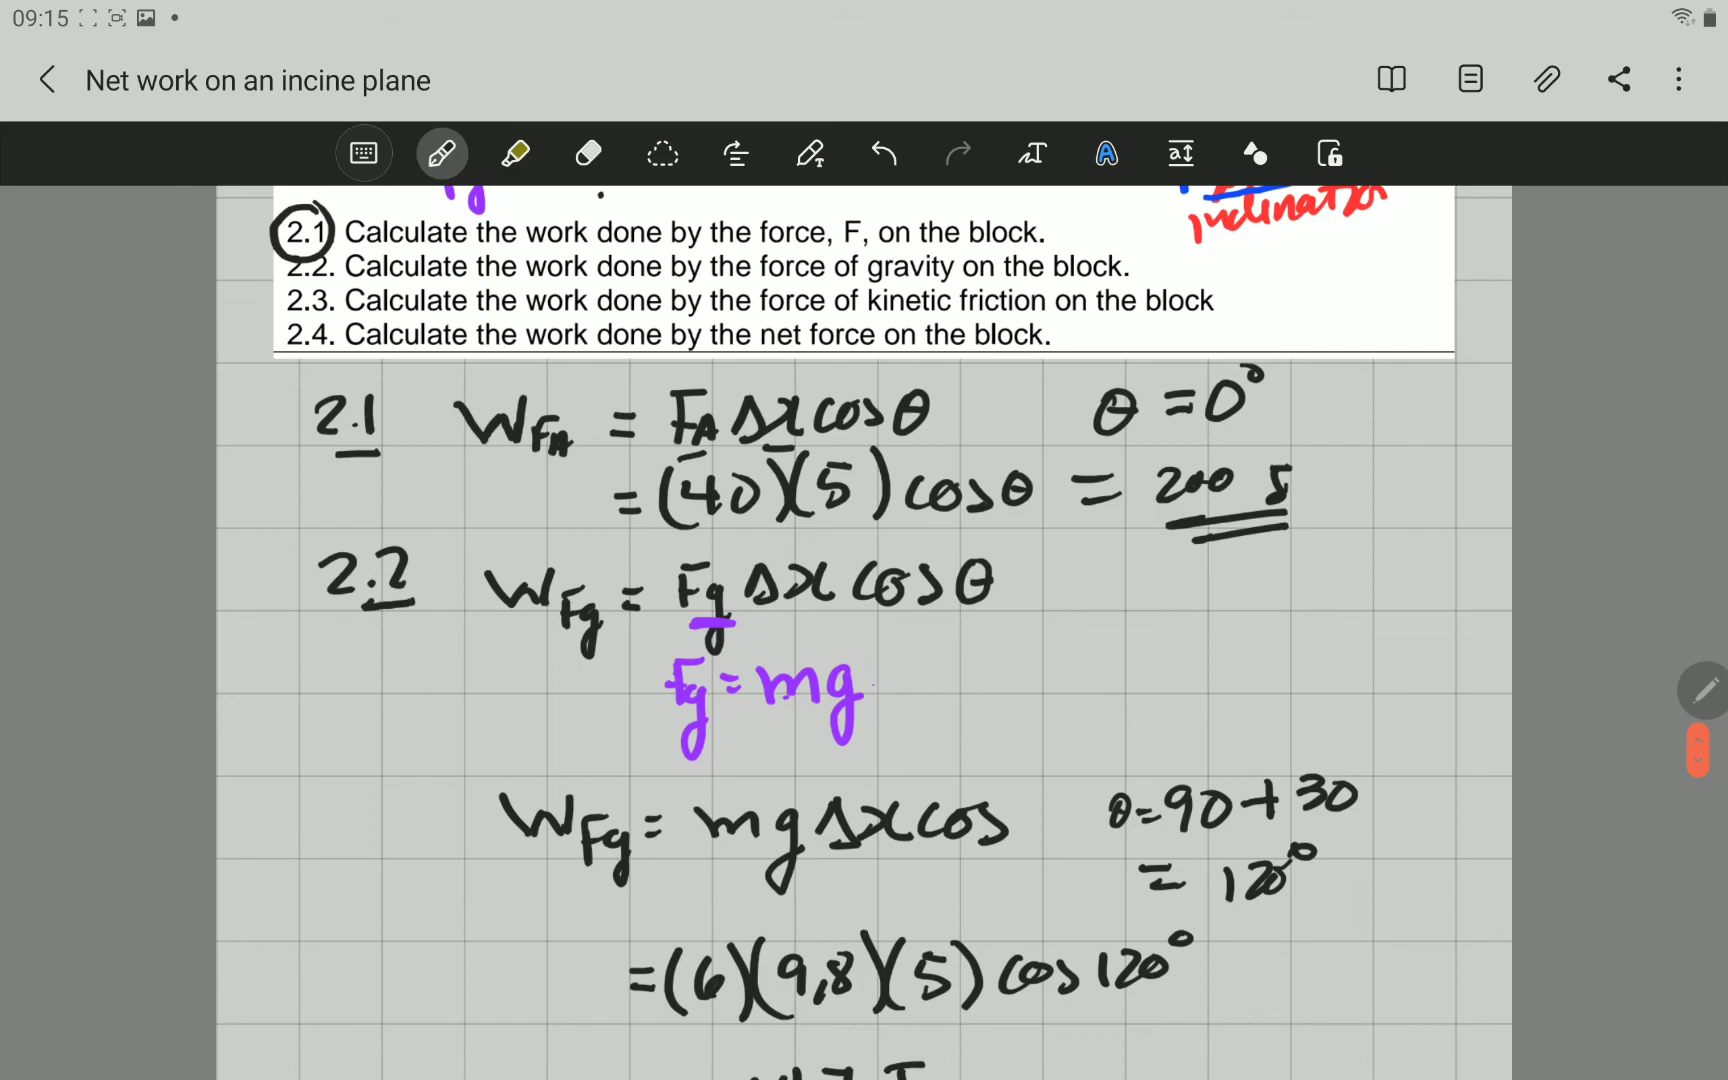 09:15
Net work on an incine plane
inclination
2.1 Calculate the work done by the force, F, on the block.
2.2. Calculate the work done by the force of gravity on the block.
2.3. Calculate the work done by the force of kinetic friction on the block
2.4. Calculate the work done by the net force on the block.
2.1 W_FA = FA Δx cos θ θ = 0°
= (40)(5) cos θ = 200 J
2.2 W_Fg = Fg Δx cos θ
Fg = mg
W_Fg = mg Δx cos θ = 90 + 30
= 120°
= (6)(9,8)(5) cos 120°